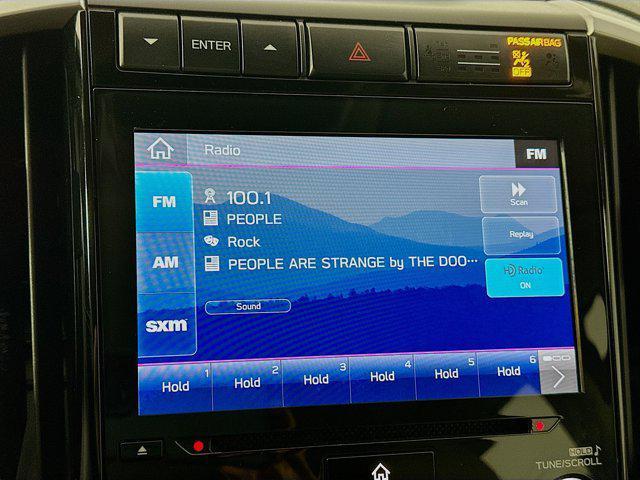 ENTER
PASS AIRBAG
OFF
Radio
FM
FM
100.1
Scan
PEOPLE
Replay
AM
Rock
PEOPLE ARE STRANGE by THE DOO···
HD Radio
ON
Sound
sxm
1 2 3 4 5 6
Hold Hold Hold Hold Hold Hold
HOLD
TUNE/SCROLL